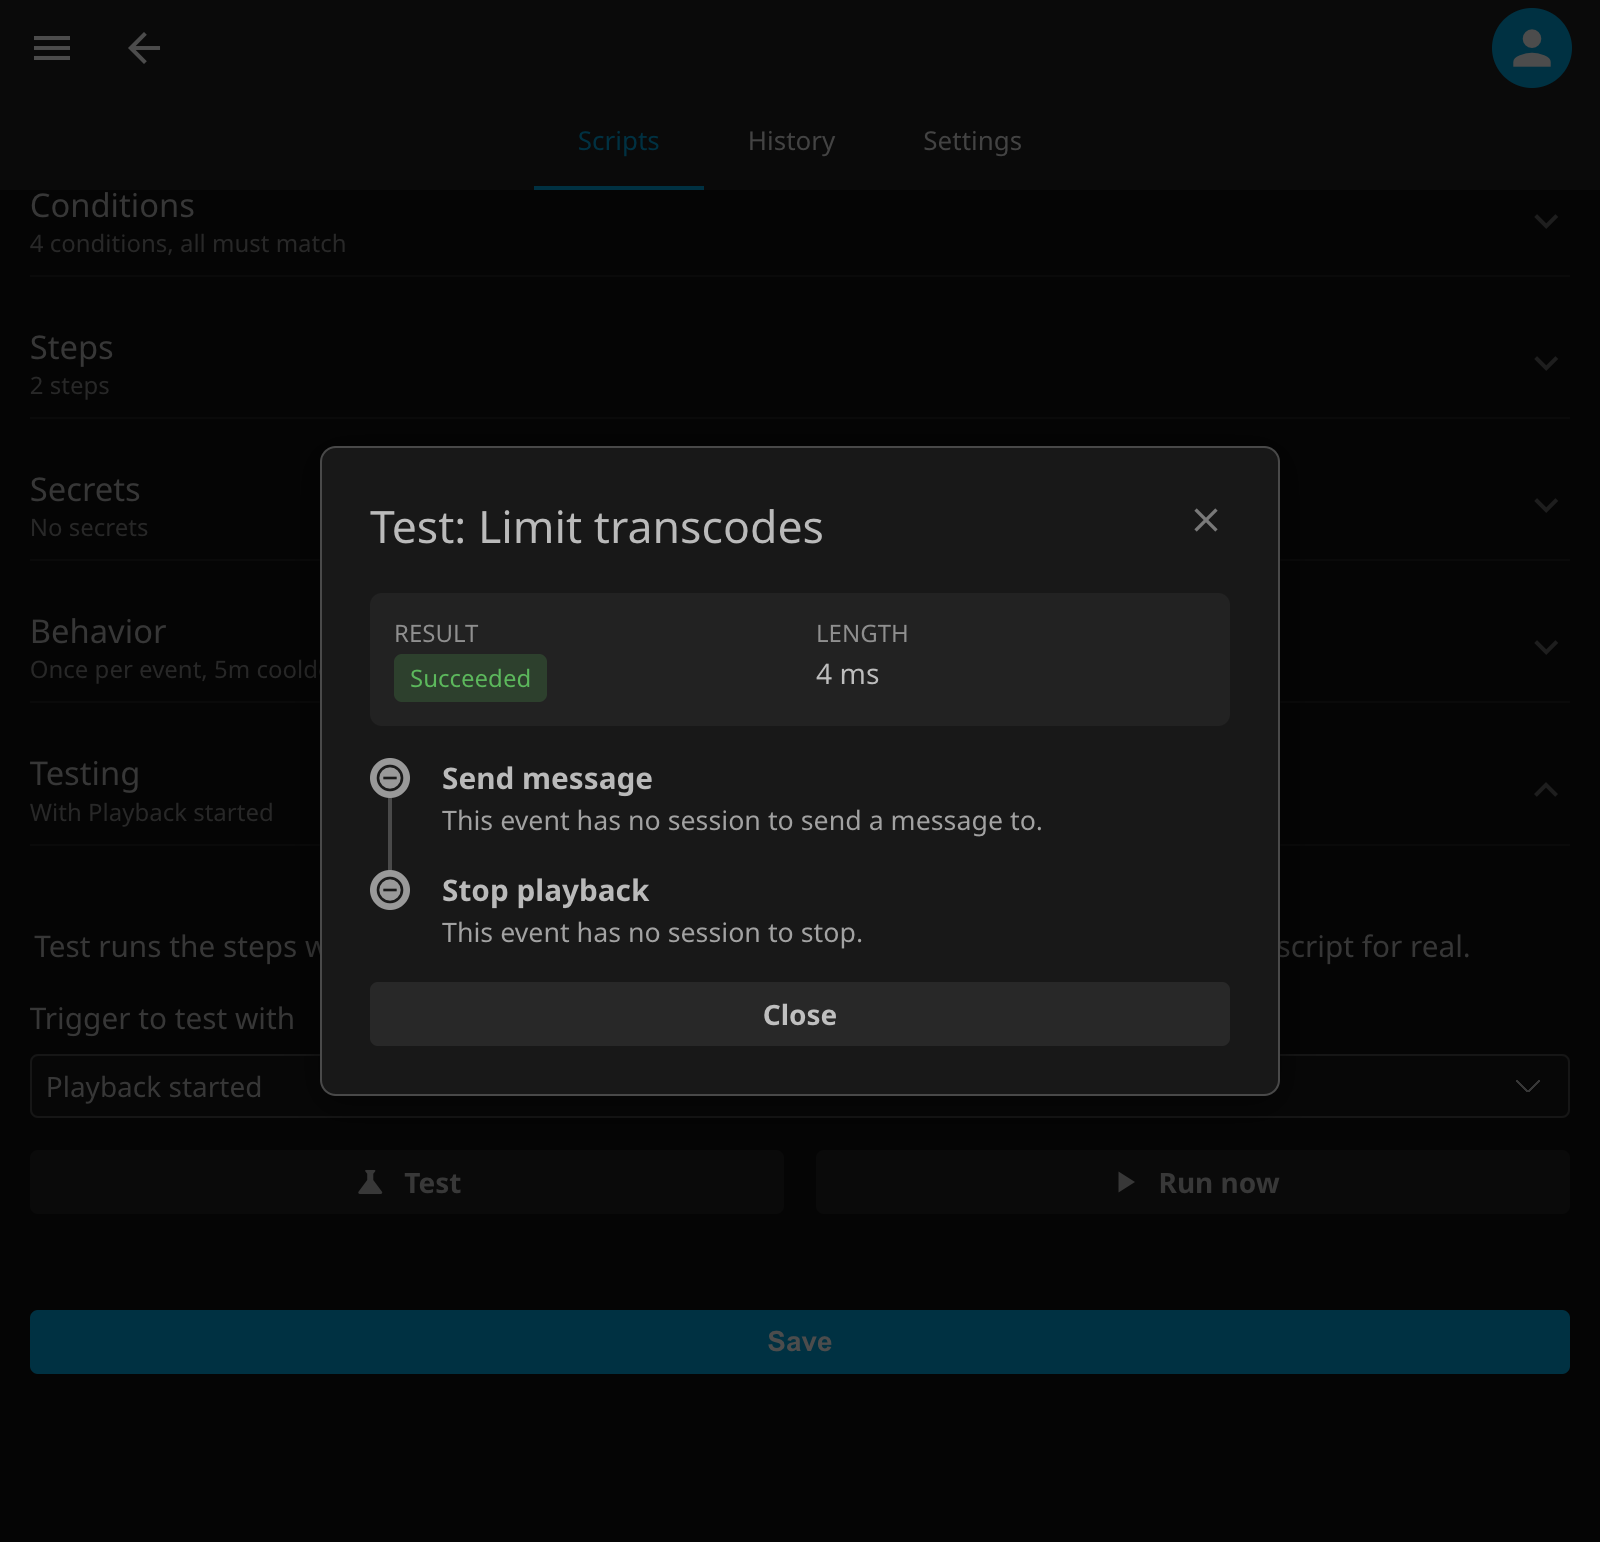 Scripts History Settings
Conditions
4 conditions, all must match
Steps
2 steps
Secrets
No secrets
Behavior
Once per event, 5m
Testing
With Playback started
Test runs the steps
script for real.
Trigger to test with
Playback started
Test
Run now
Save
Test: Limit transcodes
RESULT
Succeeded
LENGTH
4 ms
Send message
This event has no session to send a message to.
Stop playback
This event has no session to stop.
Close